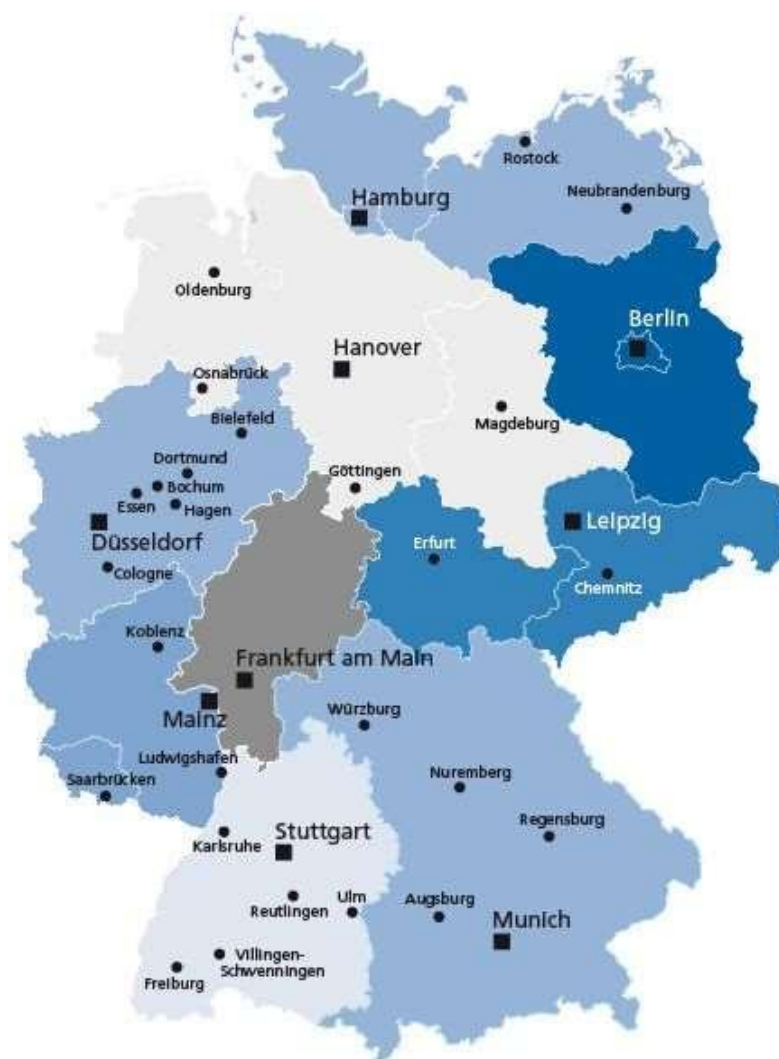 Rostock
Neubrandenburg
Hamburg
Oldenburg
Berlin
Hanover
Osnabrück
Magdeburg
Bielefeld
Dortmund
Göttingen
Bochum
Essen
Hagen
Leipzig
Düsseldorf
Erfurt
Cologne
Chemnitz
Koblenz
Frankfurt am Main
Mainz
Würzburg
Ludwigshafen
Nuremberg
Saarbrücken
Regensburg
Stuttgart
Karlsruhe
Ulm
Augsburg
Reutlingen
Munich
Villingen-
Schwenningen
Freiburg